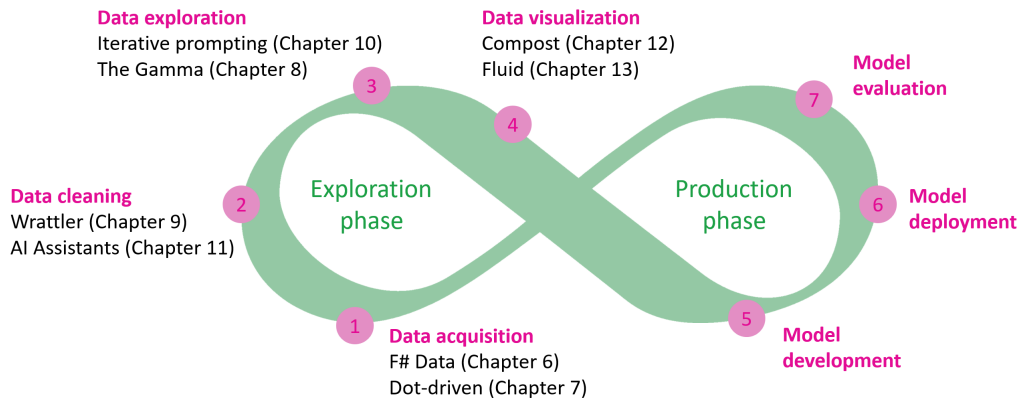 Data exploration
Iterative prompting (Chapter 10)
The Gamma (Chapter 8)
3
Data visualization
Compost (Chapter 12)
Fluid (Chapter 13)
4
Model
evaluation
7
Data cleaning
Wrattler (Chapter 9)
AI Assistants (Chapter 11)
2
Exploration
phase
Production
phase
6
Model
deployment
1
Data acquisition
F# Data (Chapter 6)
Dot-driven (Chapter 7)
5
Model
development